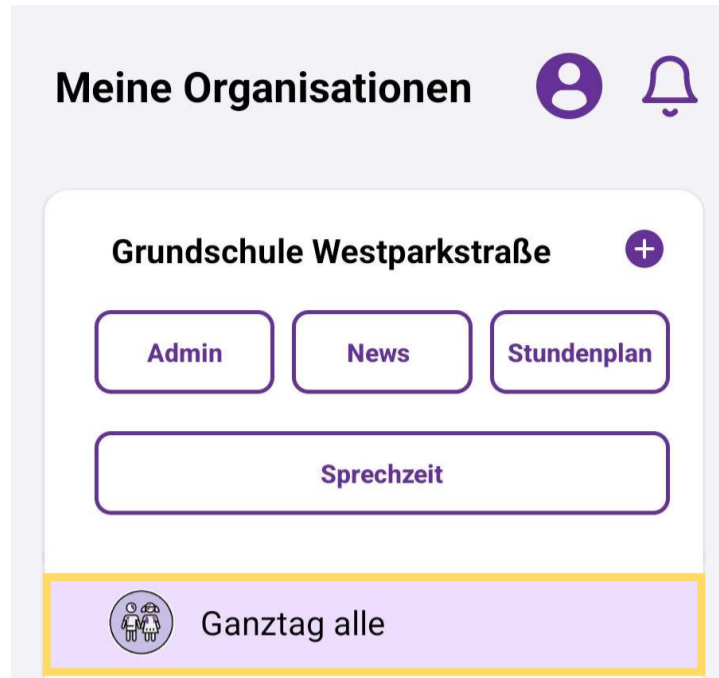 Meine Organisationen
Grundschule Westparkstraße
Admin News Stundenplan
Sprechzeit
Ganztag alle